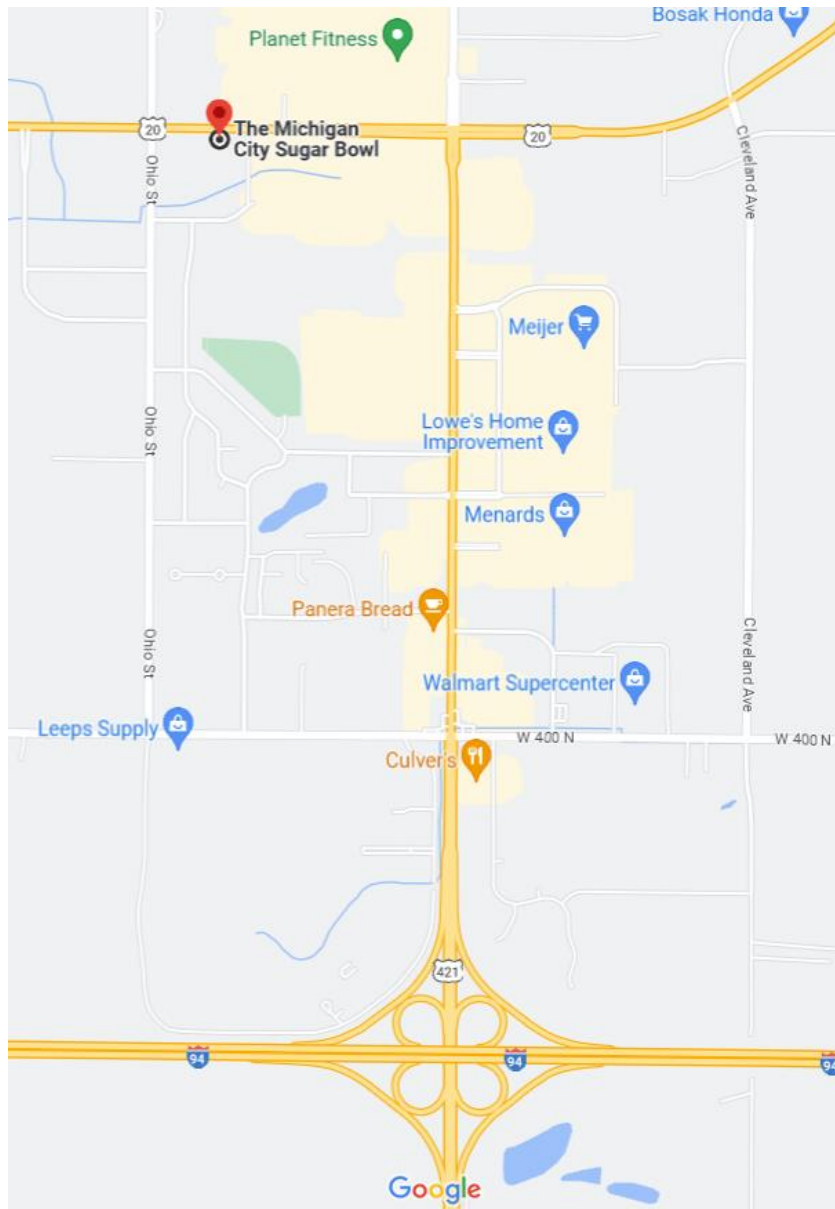 Bosak Honda
Planet Fitness
20
The Michigan
City Sugar Bowl
20
Ohio St
Cleveland Ave
Meijer
Lowe's Home
Improvement
Ohio St
Menards
Panera Bread
Ohio St
Cleveland Ave
Walmart Supercenter
Leeps Supply
W 400 N
W 400 N
Culver's
421
94
94
94
Google